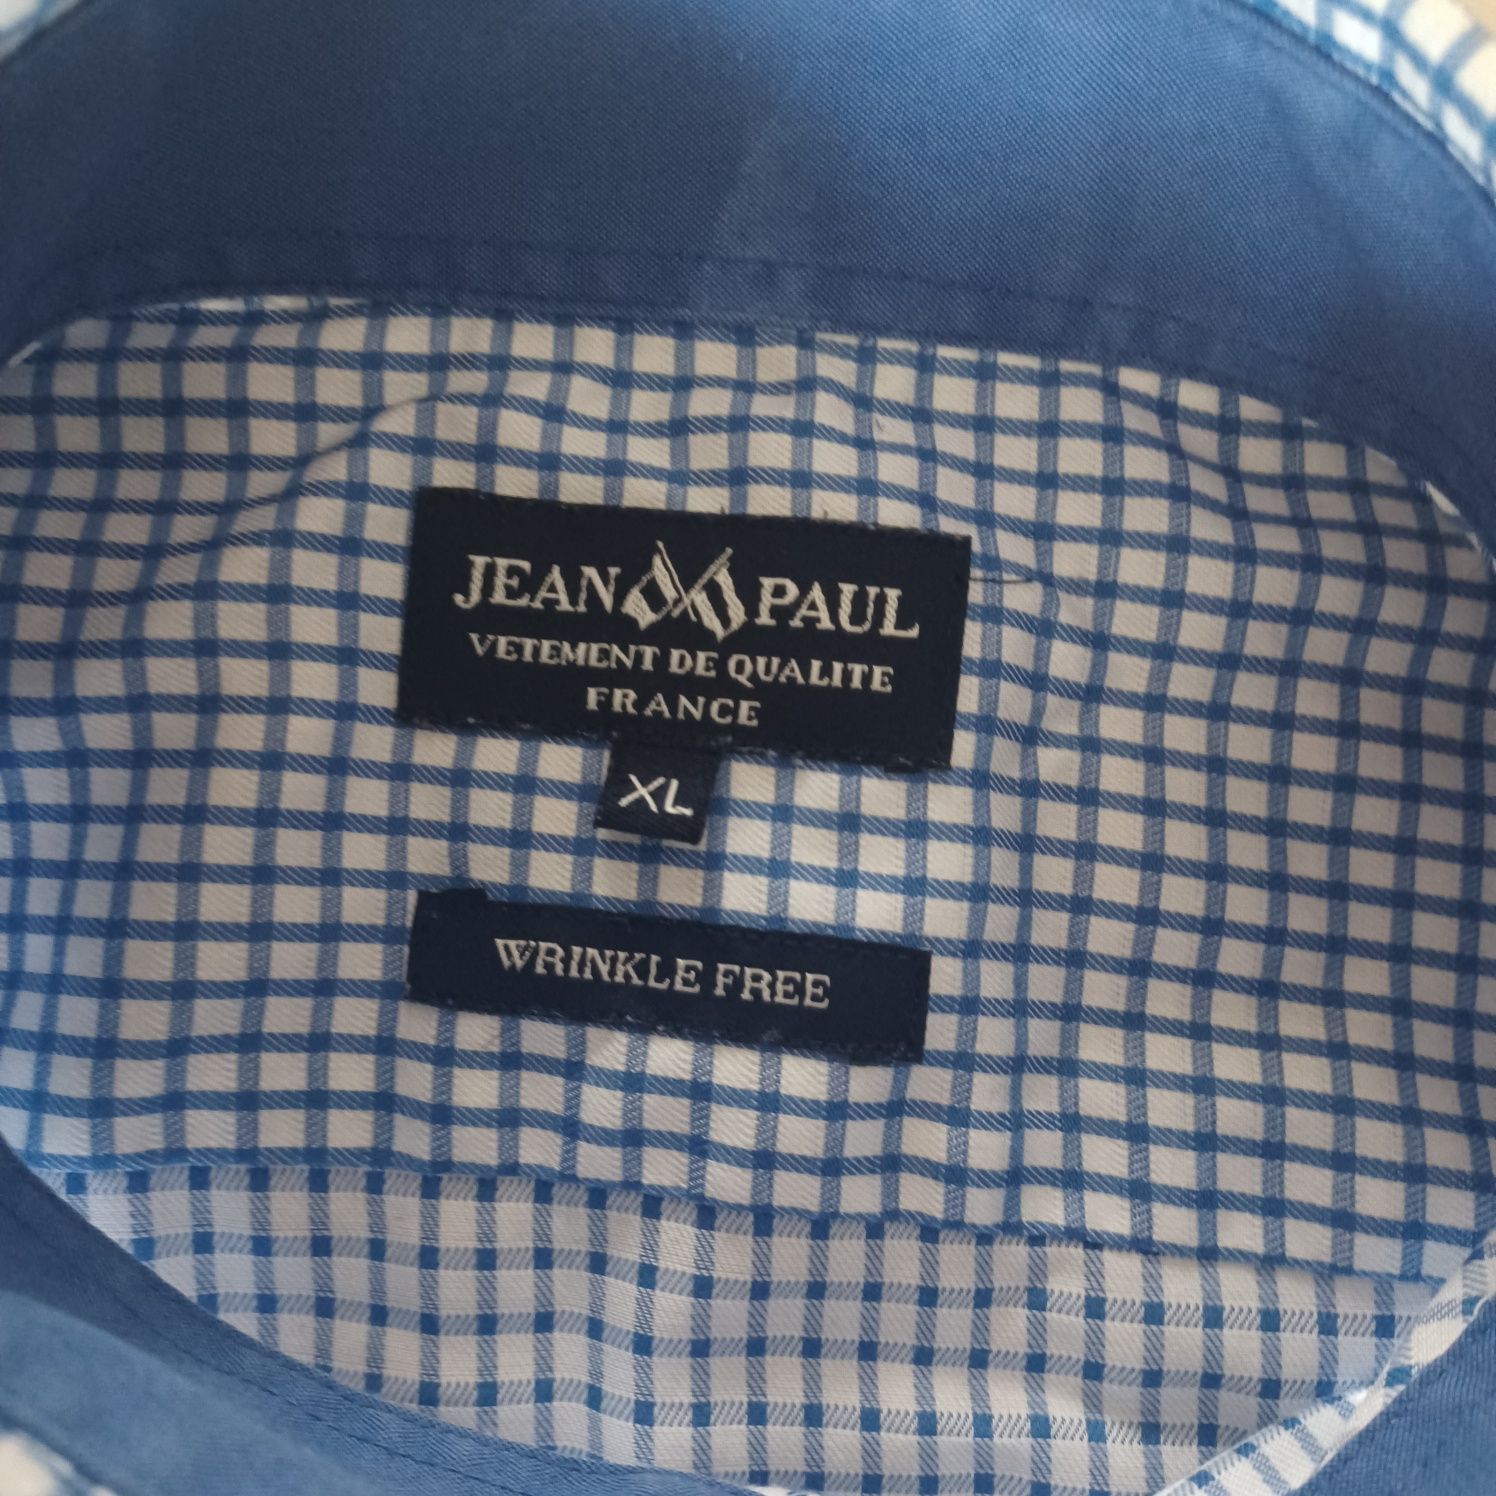 JEAN PAUL
VETEMENT DE QUALITE
FRANCE
XL
WRINKLE FREE